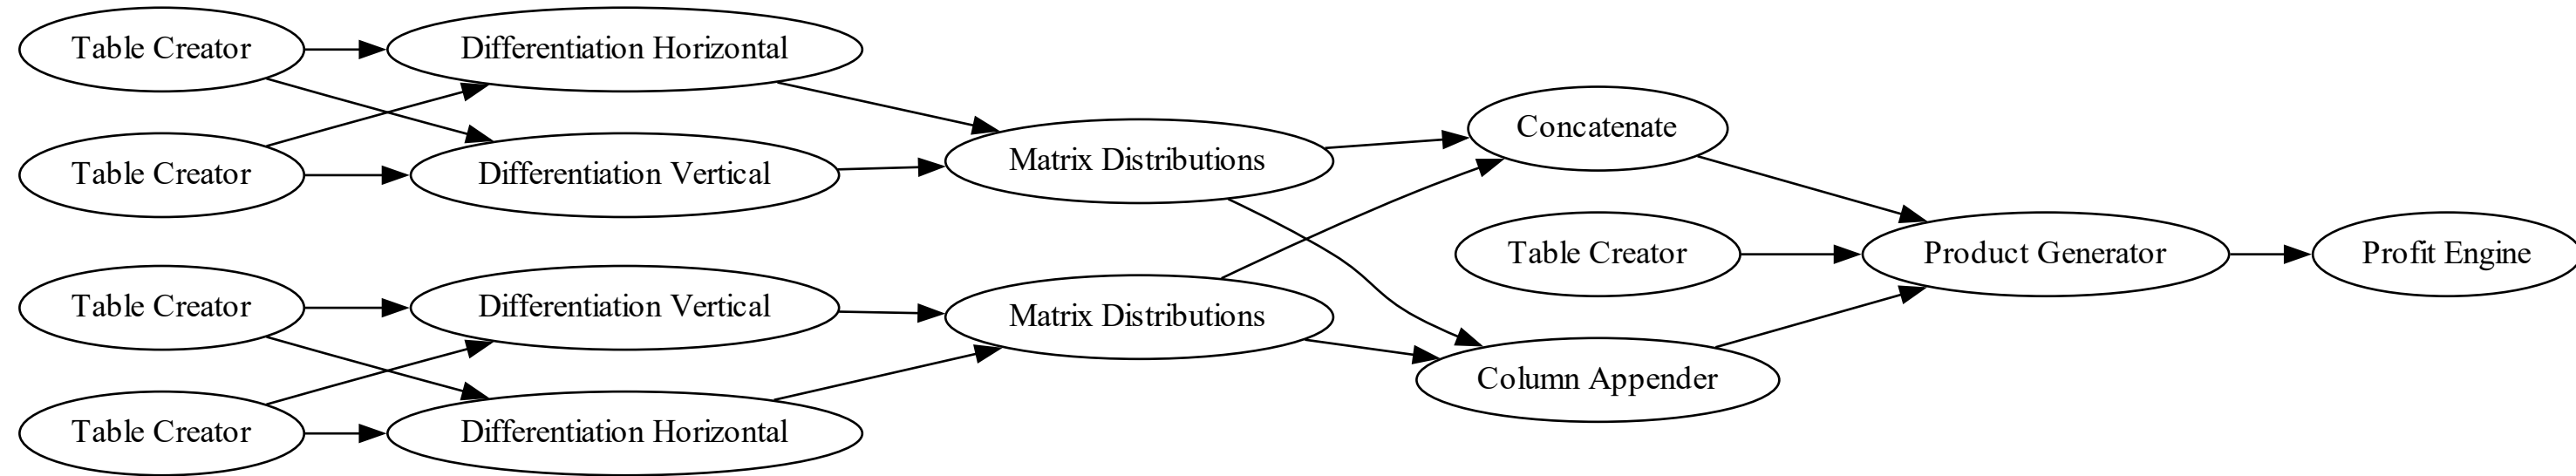 Table Creator
Differentiation Horizontal
Table Creator
Differentiation Vertical
Matrix Distributions
Concatenate
Table Creator
Product Generator
Profit Engine
Table Creator
Differentiation Vertical
Matrix Distributions
Column Appender
Table Creator
Differentiation Horizontal